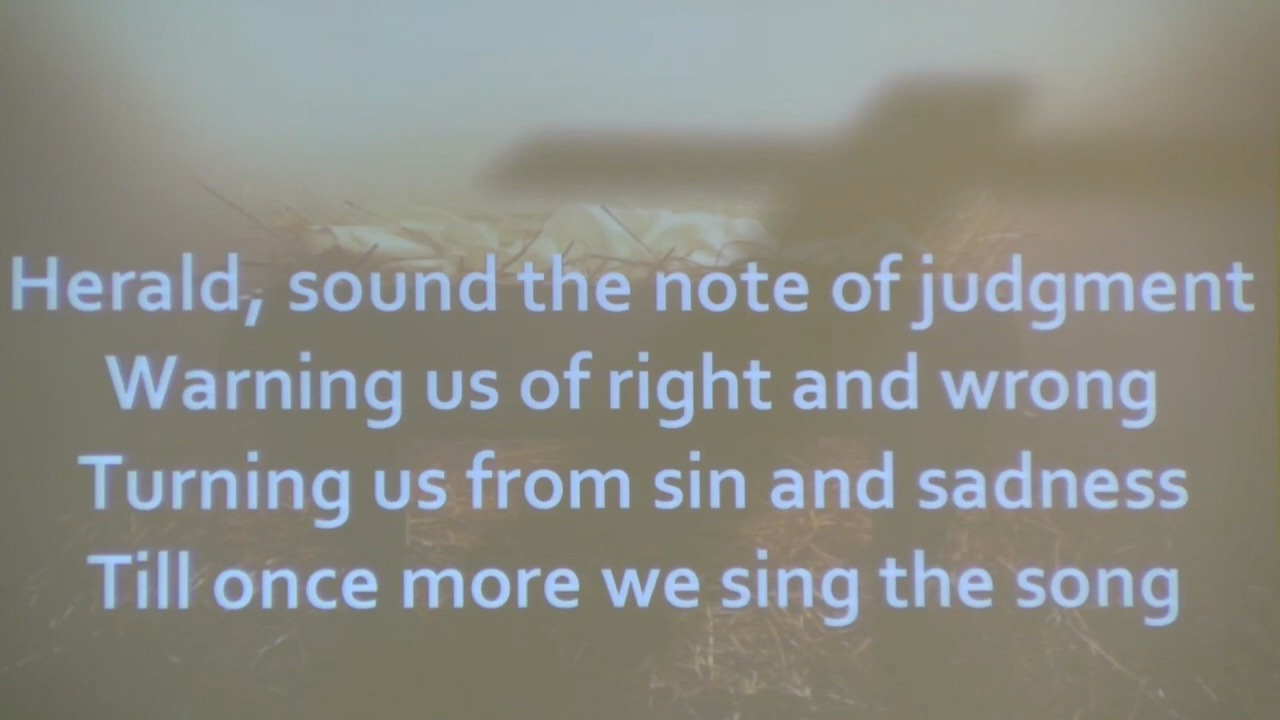 Herald, sound the note of judgment
Warning us of right and wrong
Turning us from sin and sadness
Till once more we sing the song